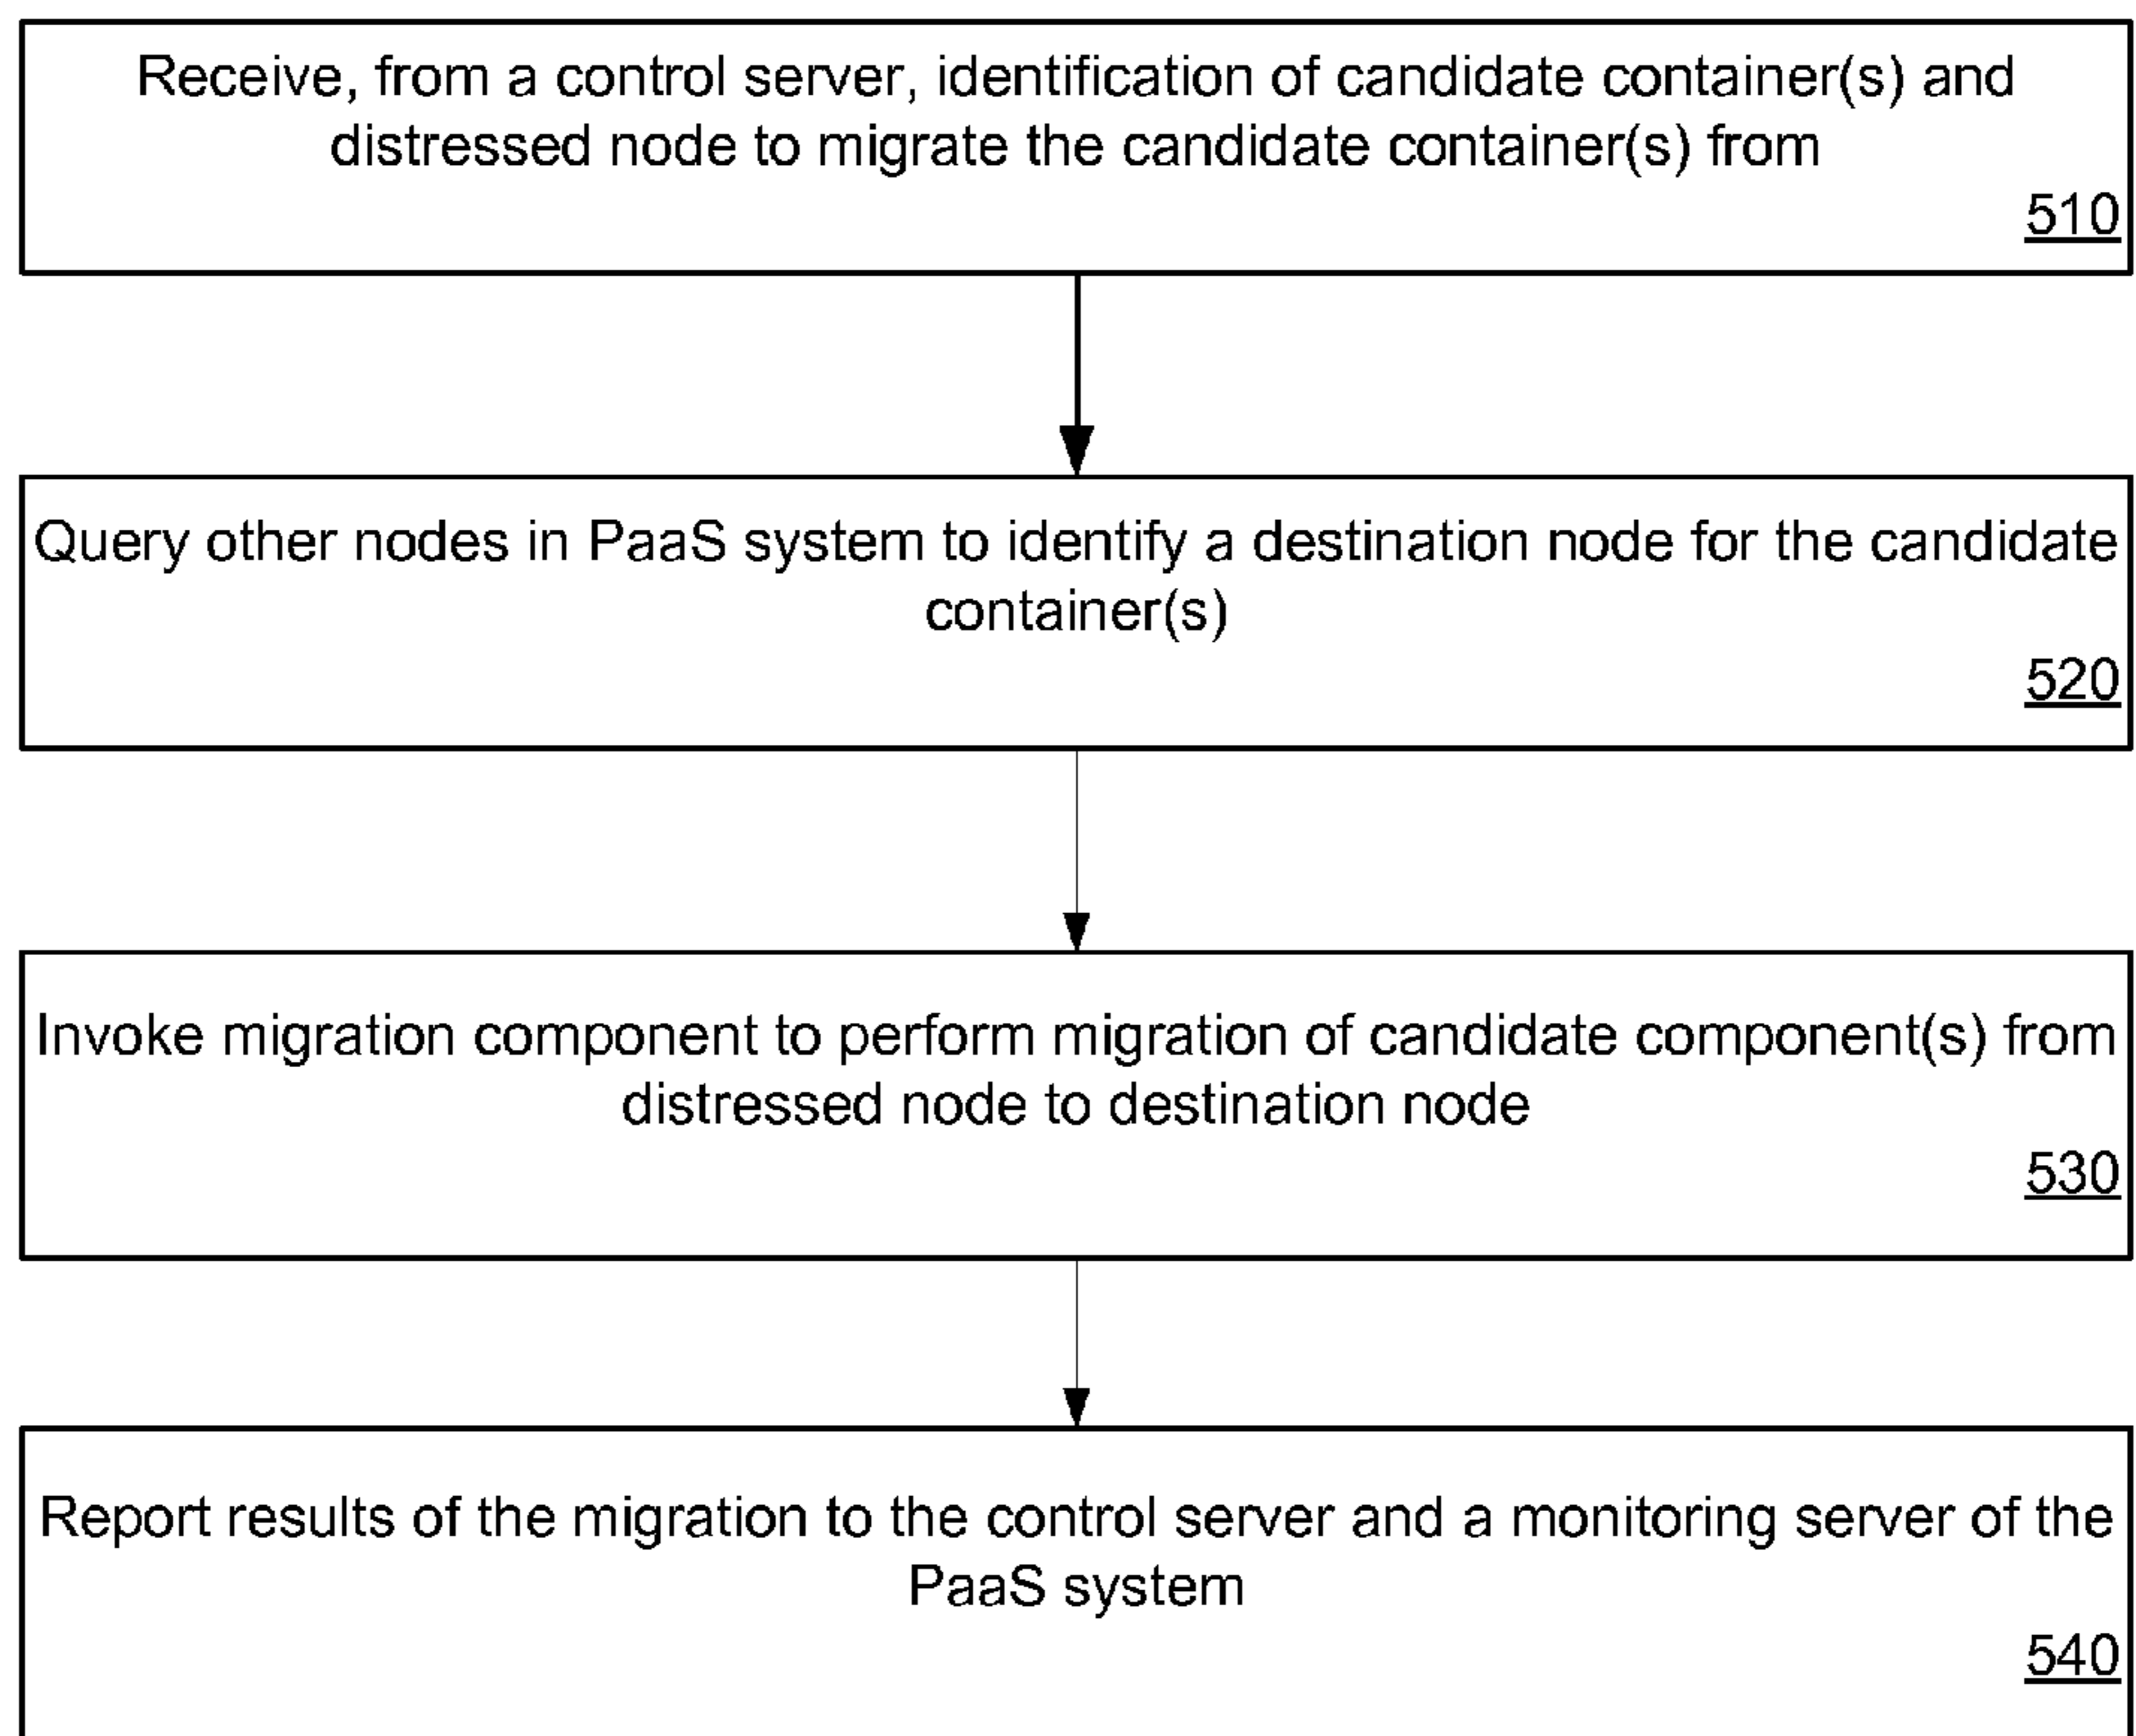 Receive, from a control server, identification of candidate container(s) and
distressed node to migrate the candidate container(s) from
510
Query other nodes in PaaS system to identify a destination node for the candidate
container(s)
520
Invoke migration component to perform migration of candidate component(s) from
distressed node to destination node
530
Report results of the migration to the control server and a monitoring server of the
PaaS system
540